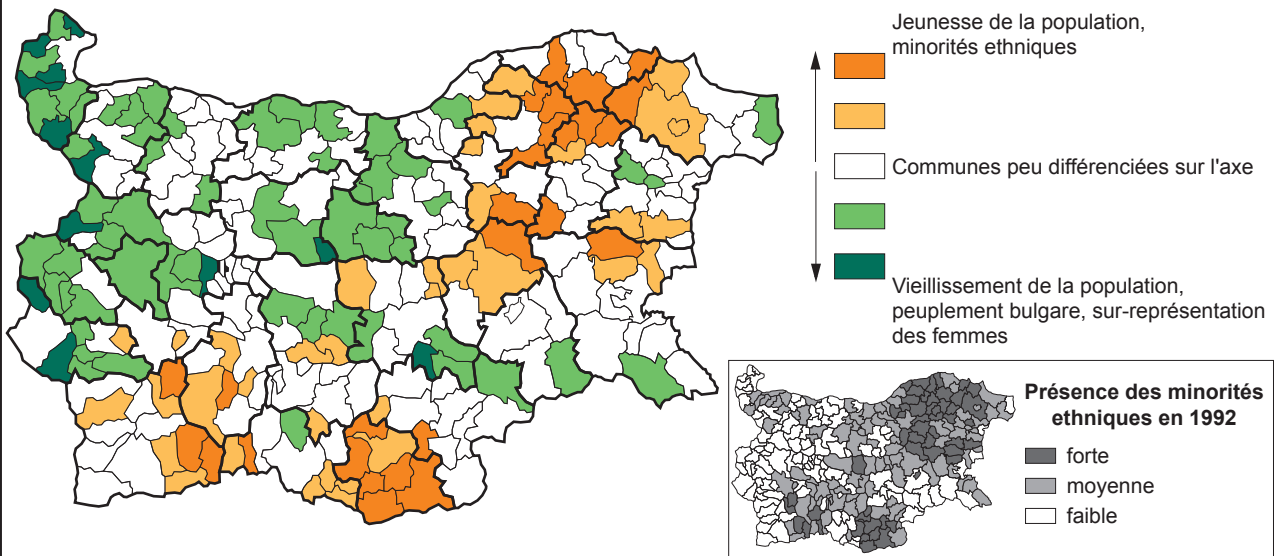 Jeunesse de la population,
minorités ethniques
Communes peu différenciées sur l'axe
Vieillissement de la population,
peuplement bulgare, sur-représentation
des femmes
Présence des minorités
ethniques en 1992
forte
moyenne
faible